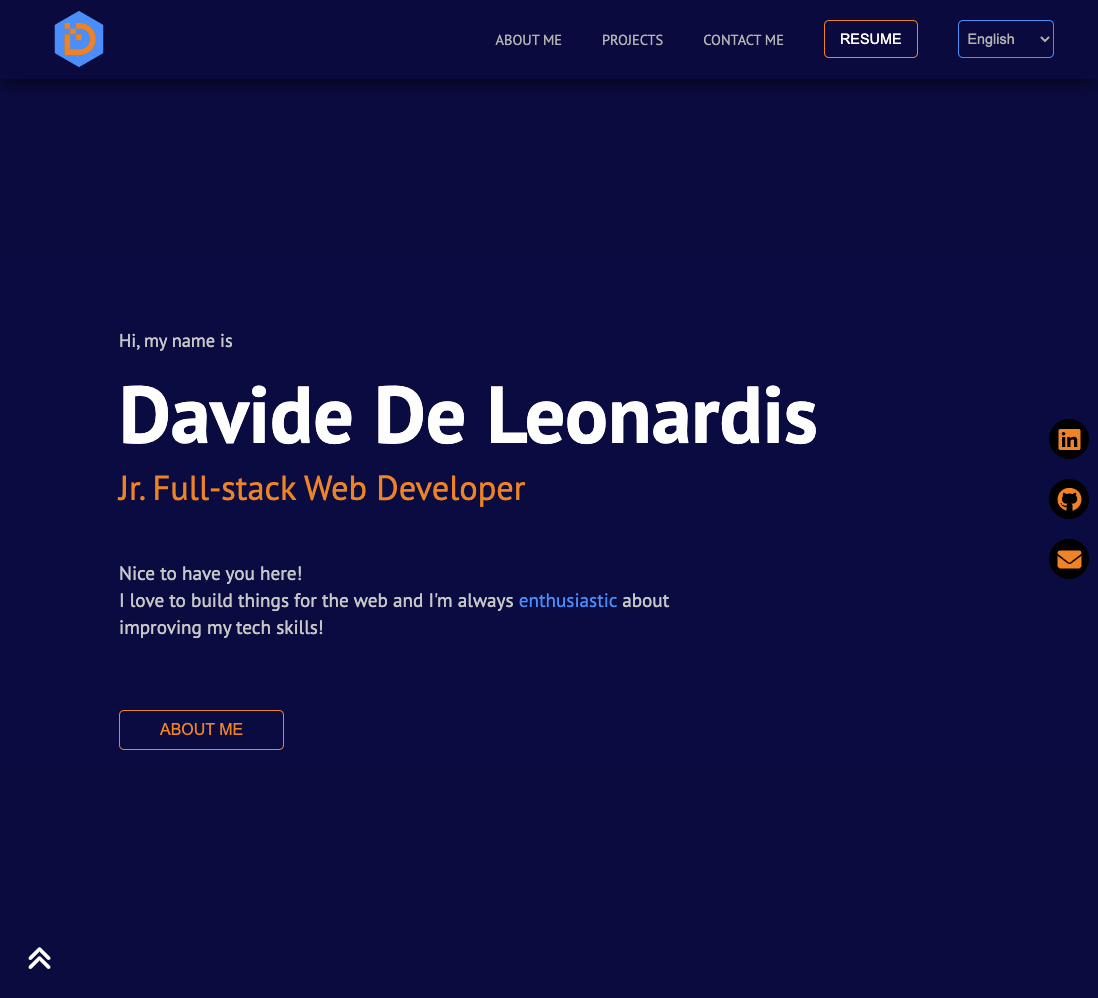 D
ABOUT ME PROJECTS CONTACT ME RESUME English
Hi, my name is
Davide De Leonardis
Jr. Full-stack Web Developer
in
Nice to have you here!
I love to build things for the web and I'm always enthusiastic about
improving my tech skills!
ABOUT ME